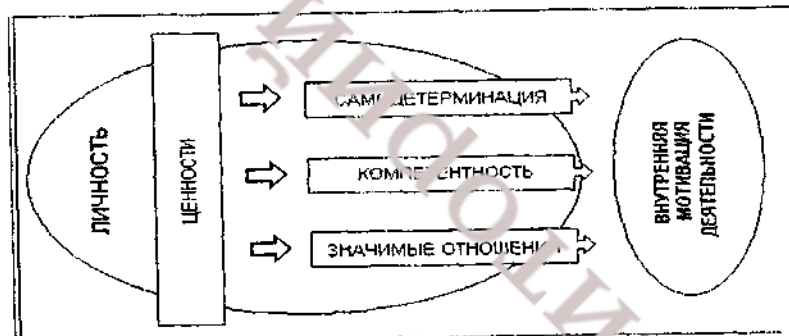 ЛИЧНОСТЬ
ЦЕННОСТИ
САМОДЕТЕРМИНАЦИЯ
КОМПЕТЕНТНОСТЬ
ЗНАЧИМЫЕ ОТНОШЕНИЯ
ВНУТРЕННЯЯ
МОТИВАЦИЯ
ДЕЯТЕЛЬНОСТИ